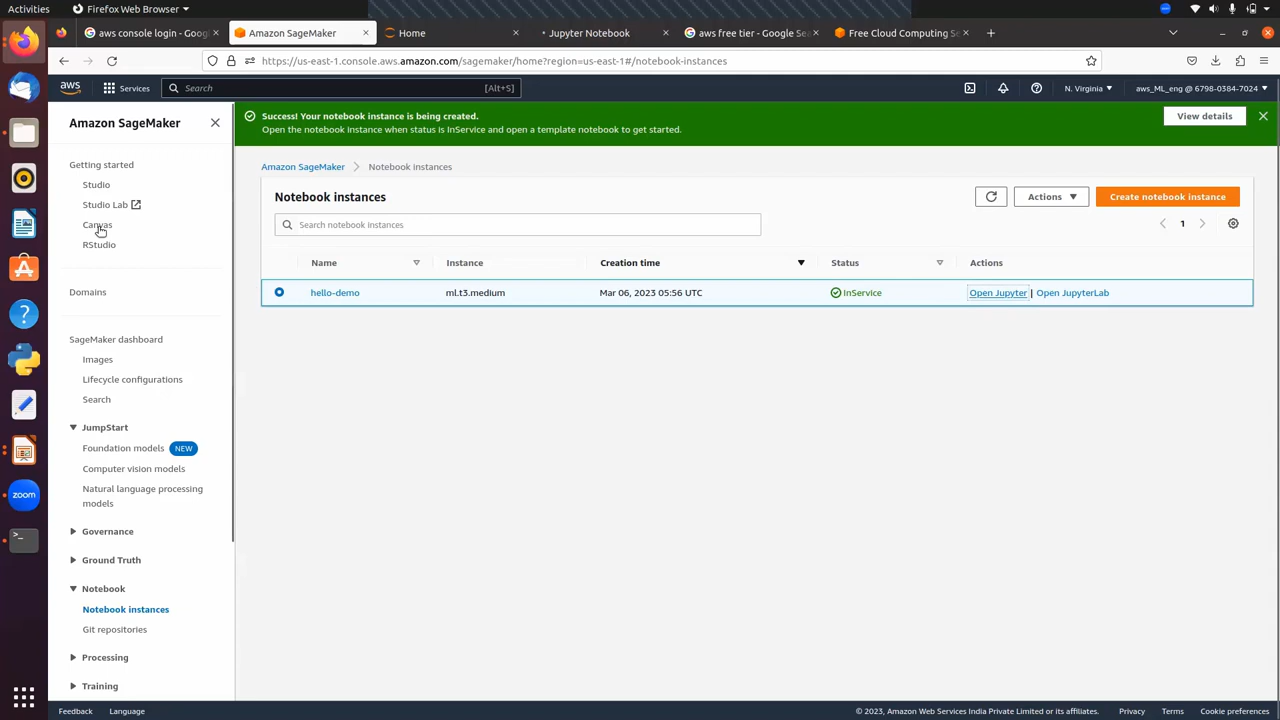 Activities
Firefox Web Browser
aws console login - Goog
Amazon SageMaker
Home
Jupyter Notebook
aws free tier - Google Sea
Free Cloud Computing Se
https://us-east-1.console.aws.amazon.com/sagemaker/home?region=us-east-1#/notebook-instances
aws
Services
Search
[Alt+S]
N. Virginia
aws_ML_eng @ 6798-0384-7024
Amazon SageMaker
Getting started
Studio
Studio Lab
Canvas
RStudio
Domains
SageMaker dashboard
Images
Lifecycle configurations
Search
JumpStart
Foundation models NEW
Computer vision models
Natural language processing
models
Governance
Ground Truth
Notebook
Notebook instances
Git repositories
Processing
Training
Success! Your notebook instance is being created.
Open the notebook instance when status is InService and open a template notebook to get started.
View details
Amazon SageMaker
Notebook instances
Notebook instances
Actions
Create notebook instance
Search notebook instances
1
Name
Instance
Creation time
Status
Actions
hello-demo
ml.t3.medium
Mar 06, 2023 05:56 UTC
InService
Open Jupyter | Open JupyterLab
zoom
Feedback
Language
© 2023, Amazon Web Services India Private Limited or its affiliates.
Privacy
Terms
Cookie preferences